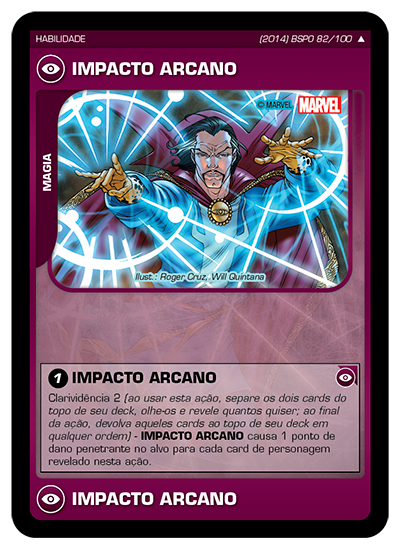 HABILIDADE
(2014) BSPO 82/100 ▲
IMPACTO ARCANO
© MARVEL MARVEL
MAGIA
Ilust.: Roger Cruz, Will Quintana
1 IMPACTO ARCANO
Clarividência 2 (ao usar esta ação, separe os dois cards do
topo de seu deck, olhe-os e revele quantos quiser; ao final
da ação, devolva aqueles cards ao topo de seu deck em
qualquer ordem) - IMPACTO ARCANO causa 1 ponto de
dano penetrante no alvo para cada card de personagem
revelado nesta ação.
IMPACTO ARCANO